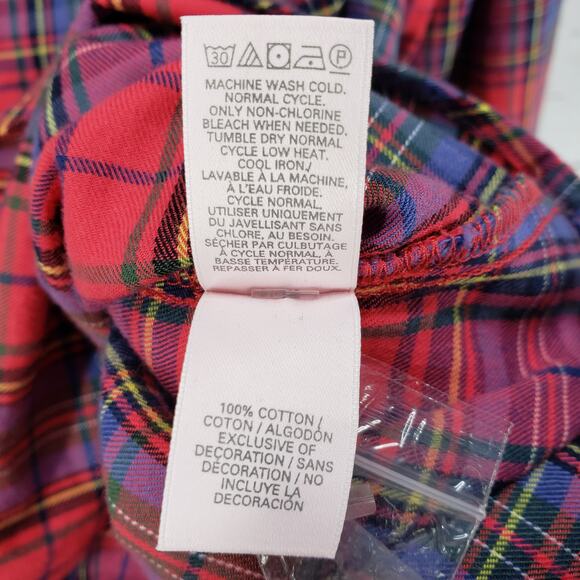 30 P
MACHINE WASH COLD.
NORMAL CYCLE.
ONLY NON-CHLORINE
BLEACH WHEN NEEDED.
TUMBLE DRY NORMAL
CYCLE LOW HEAT.
COOL IRON./
LAVABLE À LA MACHINE,
À L'EAU FROIDE.
CYCLE NORMAL.
UTILISER UNIQUEMENT
DU JAVELLISANT SANS
CHLORE, AU BESOIN.
SÉCHER PAR CULBUTAGE
À CYCLE NORMAL, À
BASSE TEMPÉRATURE.
REPASSER À FER DOUX.
100% COTTON /
COTON / ALGODÓN
EXCLUSIVE OF
DECORATION / SANS
DÉCORATION / NO
INCLUYE LA
DECORACIÓN